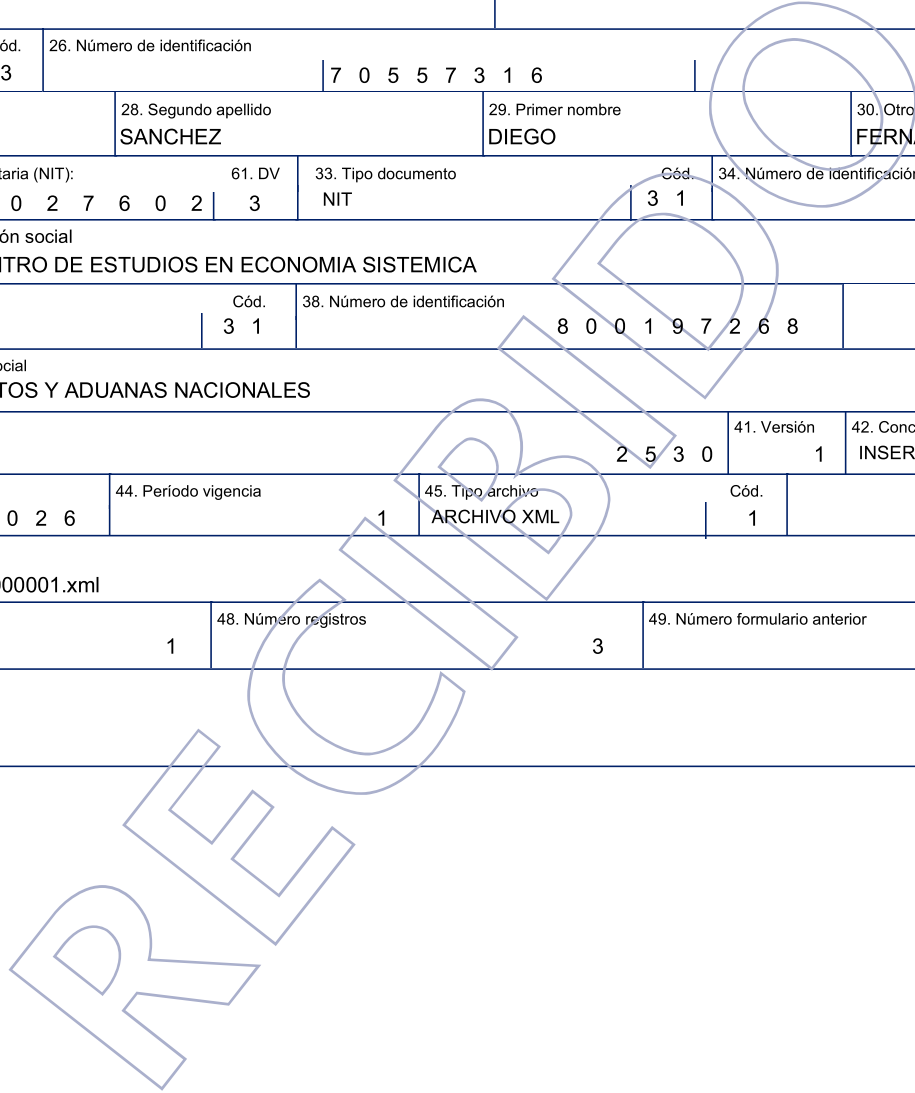 ód. 26. Número de identificación
3 7 0 5 5 7 3 1 6
28. Segundo apellido 29. Primer nombre 30. Otro
SANCHEZ DIEGO FERNA
taria (NIT): 61. DV 33. Tipo documento Cód. 34. Número de identificación
0 2 7 6 0 2 3 NIT 3 1
ón social
TRO DE ESTUDIOS EN ECONOMIA SISTEMICA
Cód. 38. Número de identificación
3 1 8 0 0 1 9 7 2 6 8
ocial
TOS Y ADUANAS NACIONALES
41. Versión 42. Conc
2 5 3 0 1 INSER
44. Período vigencia 45. Tipo archivo Cód.
0 2 6 1 ARCHIVO XML 1
000001.xml
48. Número registros 49. Número formulario anterior
1 3
RECIBIDO